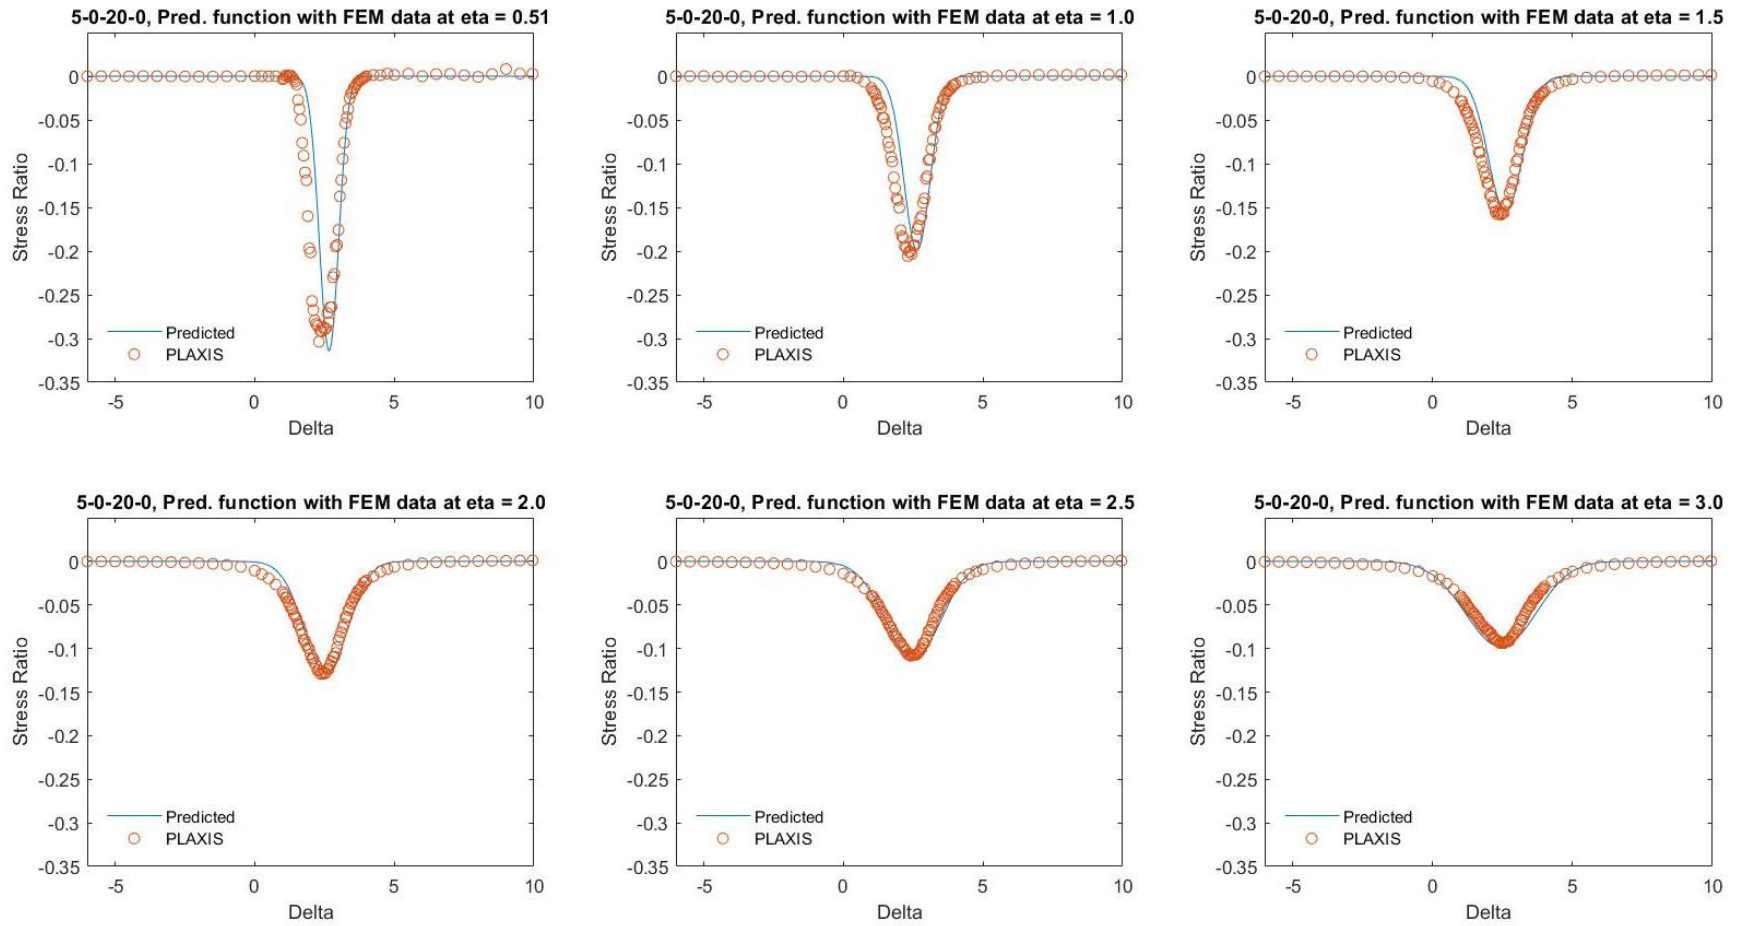 5-0-20-0, Pred. function with FEM data at eta = 0.51
0
-0.05
-0.1
-0.15
-0.2
-0.25
-0.3
-0.35
Stress Ratio
Predicted
PLAXIS
-5
0
5
10
Delta
5-0-20-0, Pred. function with FEM data at eta = 1.0
0
-0.05
-0.1
-0.15
-0.2
-0.25
-0.3
-0.35
Stress Ratio
Predicted
PLAXIS
-5
0
5
10
Delta
5-0-20-0, Pred. function with FEM data at eta = 1.5
0
-0.05
-0.1
-0.15
-0.2
-0.25
-0.3
-0.35
Stress Ratio
Predicted
PLAXIS
-5
0
5
10
Delta
5-0-20-0, Pred. function with FEM data at eta = 2.0
0
-0.05
-0.1
-0.15
-0.2
-0.25
-0.3
-0.35
Stress Ratio
Predicted
PLAXIS
-5
0
5
10
Delta
5-0-20-0, Pred. function with FEM data at eta = 2.5
0
-0.05
-0.1
-0.15
-0.2
-0.25
-0.3
-0.35
Stress Ratio
Predicted
PLAXIS
-5
0
5
10
Delta
5-0-20-0, Pred. function with FEM data at eta = 3.0
0
-0.05
-0.1
-0.15
-0.2
-0.25
-0.3
-0.35
Stress Ratio
Predicted
PLAXIS
-5
0
5
10
Delta